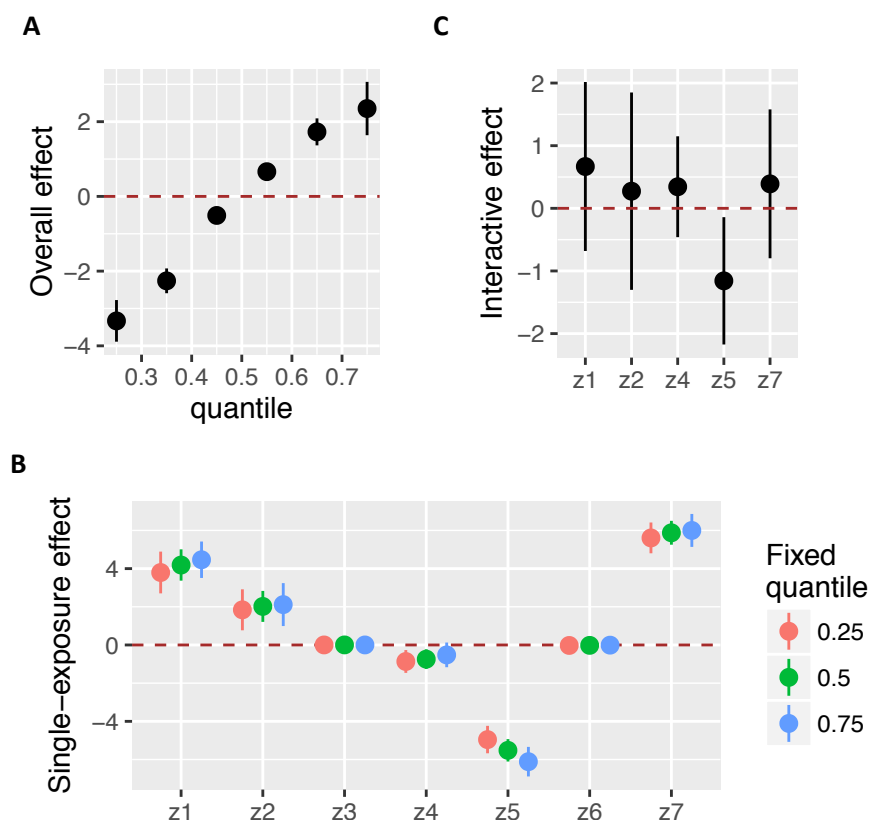 A
Overall effect
2
0
−2
−4
0.3 0.4 0.5 0.6 0.7
quantile
C
Interactive effect
2
1
0
−1
−2
z1 z2 z4 z5 z7
B
Single−exposure effect
4
0
−4
z1 z2 z3 z4 z5 z6 z7
Fixed
quantile
0.25
0.5
0.75